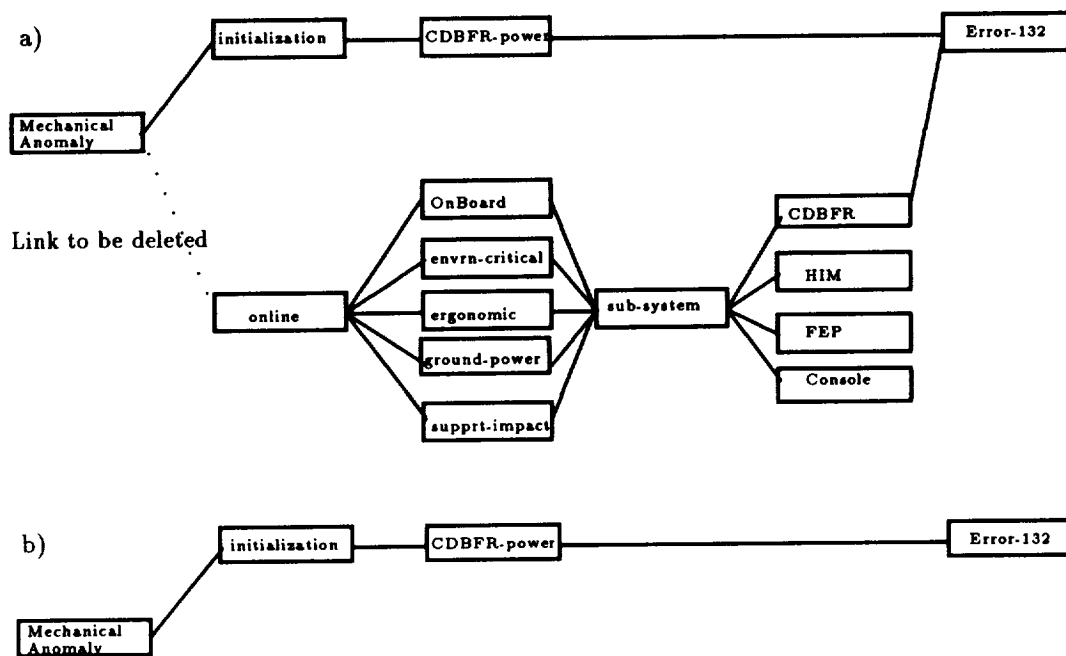 a)
initialization
CDBFR-power
Error-132
Mechanical
Anomaly
Link to be deleted
OnBoard
envrn-critical
ergonomic
ground-power
supprt-impact
online
sub-system
CDBFR
HIM
FEP
Console
b)
initialization
CDBFR-power
Error-132
Mechanical
Anomaly